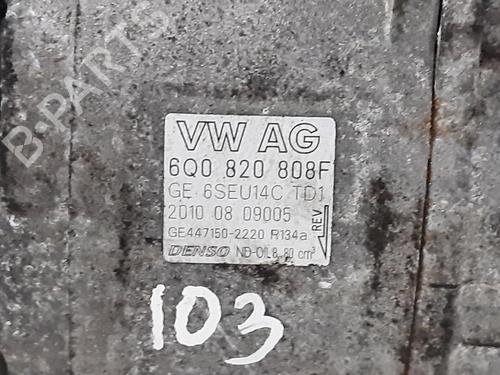 B-PARTS
VW AG
6Q0 820 808F
GE 6SEU14C TD1
2010 08 09005
GE447150-2220 R134a
DENSO ND-OIL8 80 cm³
REV
103